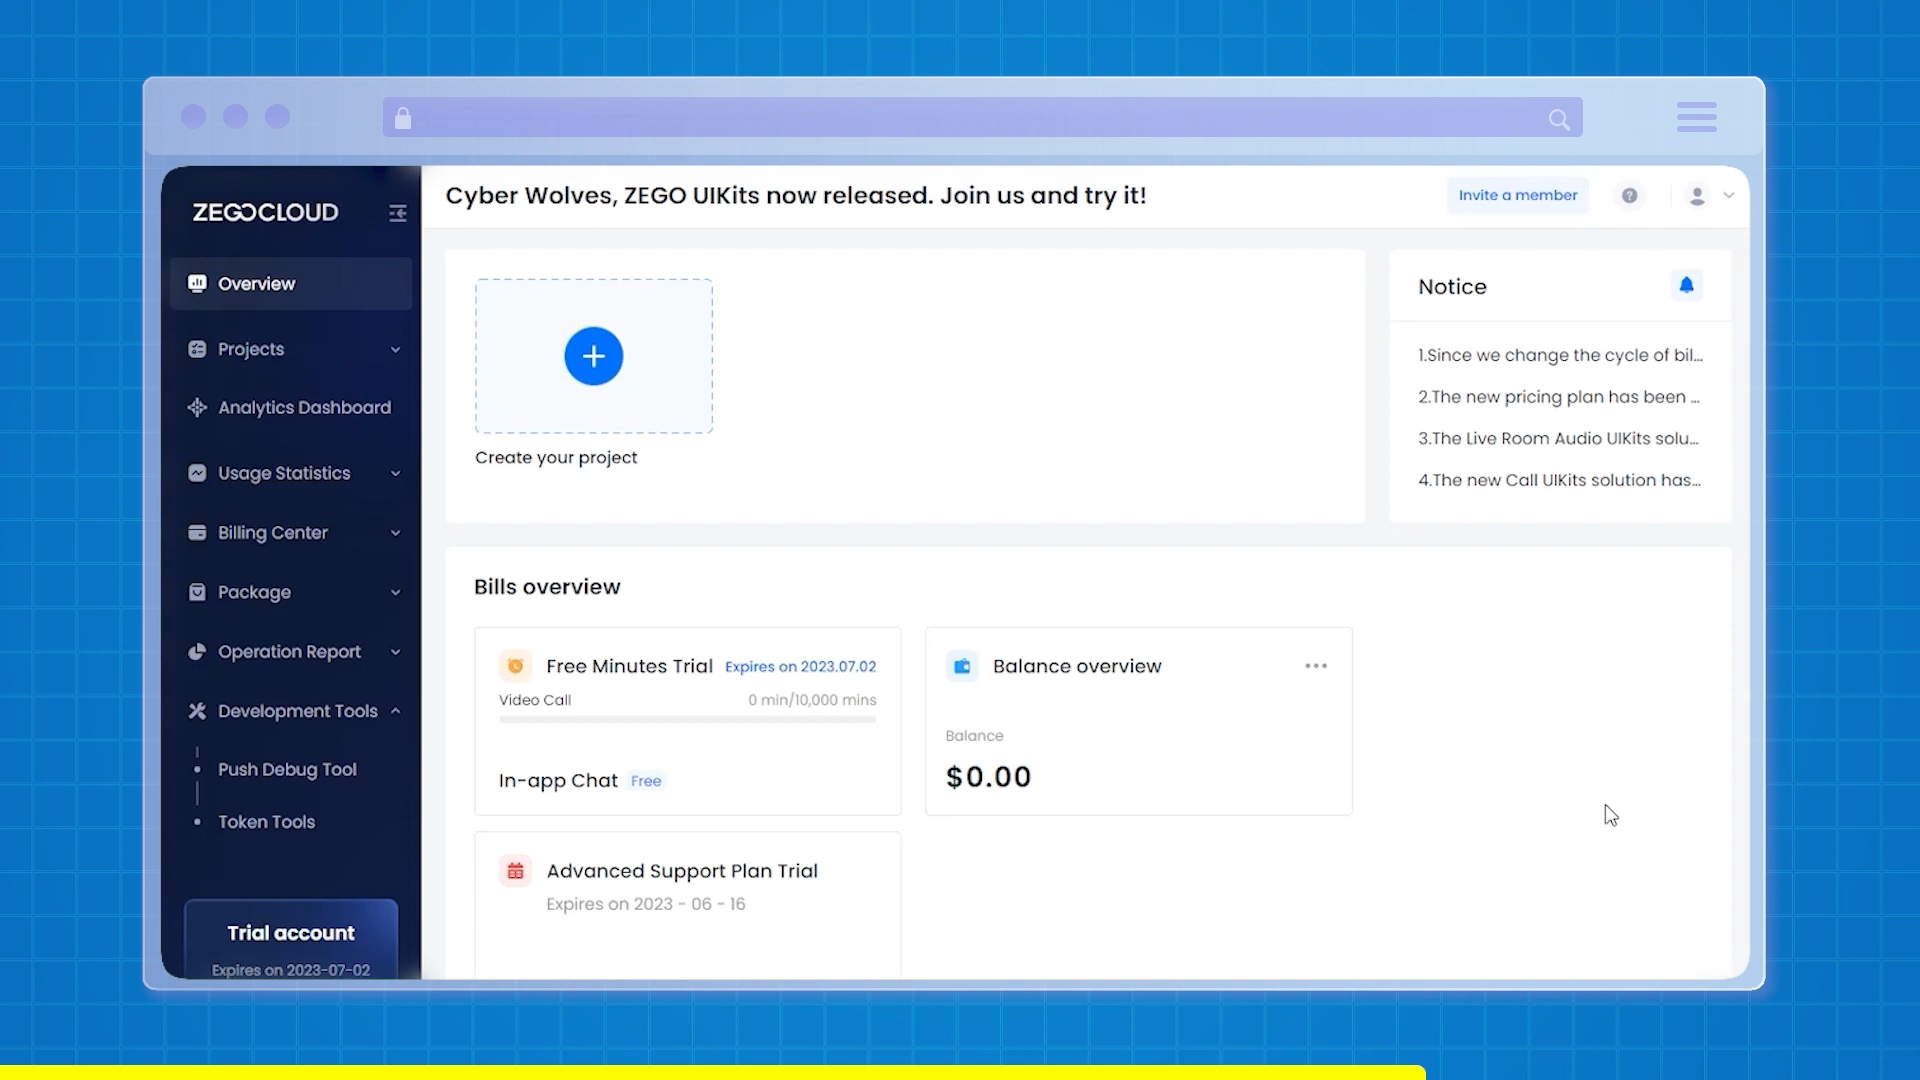 ZEGOCLOUD
Overview
Projects
Analytics Dashboard
Usage Statistics
Billing Center
Package
Operation Report
Development Tools
Push Debug Tool
Token Tools
Trial account
Expires on 2023-07-02
Cyber Wolves, ZEGO UIKits now released. Join us and try it!
Invite a member
Create your project
Notice
1.Since we change the cycle of bil...
2.The new pricing plan has been ...
3.The Live Room Audio UIKits solu...
4.The new Call UIKits solution has...
Bills overview
Free Minutes Trial Expires on 2023.07.02
Video Call 0 min/10,000 mins
In-app Chat Free
Balance overview
Balance
$0.00
Advanced Support Plan Trial
Expires on 2023 - 06 - 16